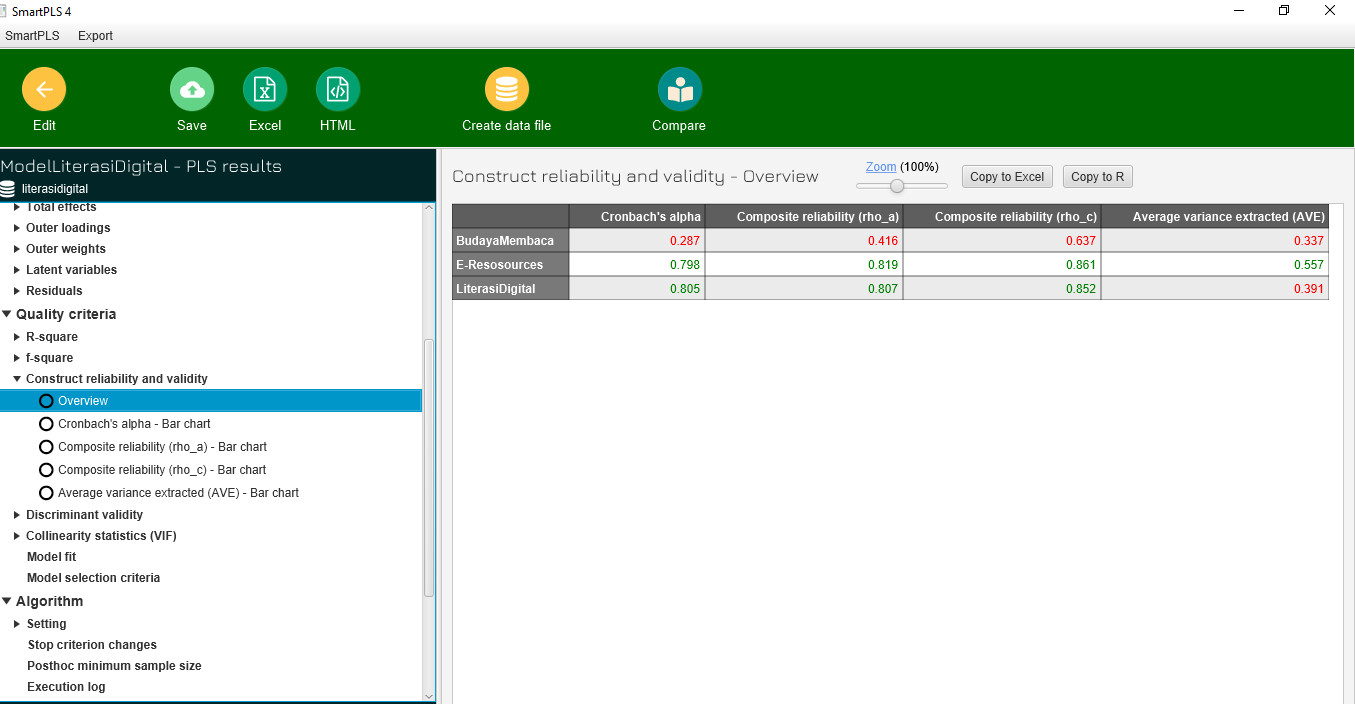 SmartPLS 4
SmartPLS Export
Edit Save Excel HTML Create data file Compare
ModelLiterasiDigital - PLS results
literasidigital
Total effects
Outer loadings
Outer weights
Latent variables
Residuals
Quality criteria
R-square
f-square
Construct reliability and validity
Overview
Cronbach's alpha - Bar chart
Composite reliability (rho_a) - Bar chart
Composite reliability (rho_c) - Bar chart
Average variance extracted (AVE) - Bar chart
Discriminant validity
Collinearity statistics (VIF)
Model fit
Model selection criteria
Algorithm
Setting
Stop criterion changes
Posthoc minimum sample size
Execution log
Construct reliability and validity - Overview
Zoom (100%)
Copy to Excel Copy to R
Cronbach's alpha Composite reliability (rho_a) Composite reliability (rho_c) Average variance extracted (AVE)
BudayaMembaca 0.287 0.416 0.637 0.337
E-Resosources 0.798 0.819 0.861 0.557
LiterasiDigital 0.805 0.807 0.852 0.391